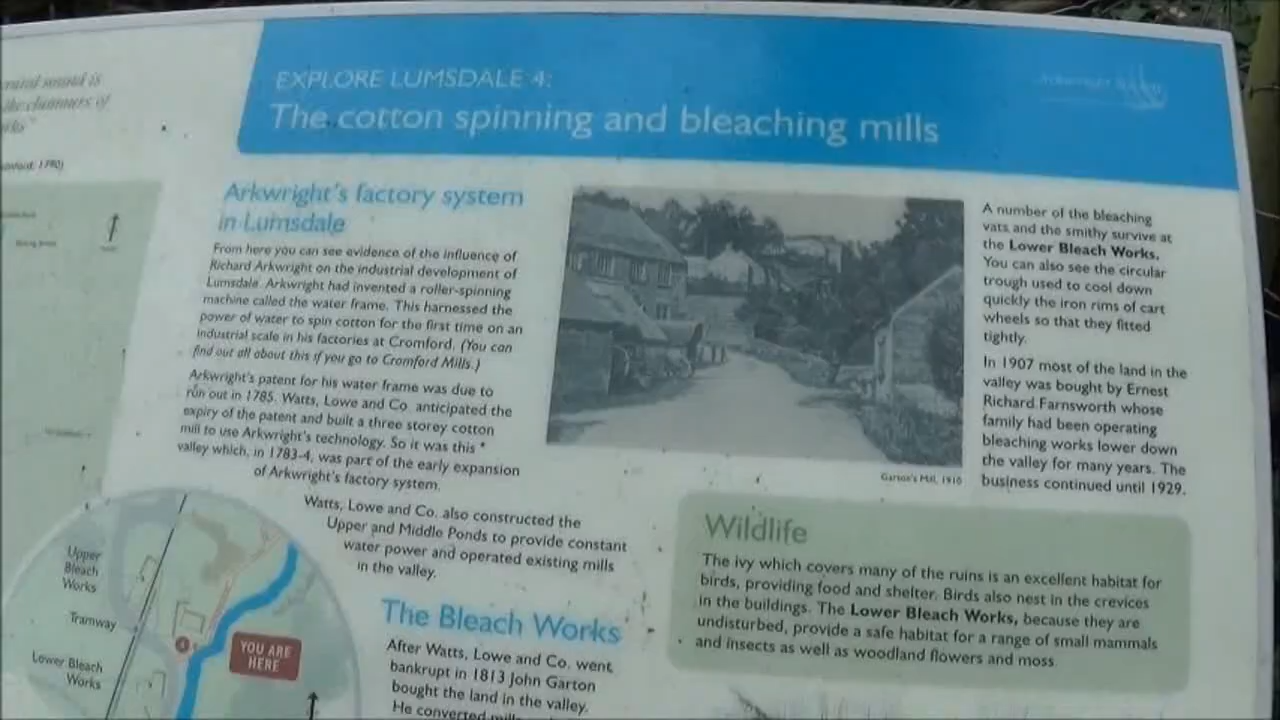 EXPLORE LUMSDALE 4:
The cotton spinning and bleaching mills
Arkwright's factory system
in Lumsdale
From here you can see evidence of the influence of
Richard Arkwright on the industrial development of
Lumsdale. Arkwright had invented a roller-spinning
machine called the water frame. This harnessed the
power of water to spin cotton for the first time on an
industrial scale in his factories at Cromford. (You can
find out all about this if you go to Cromford Mills.)
Arkwright's patent for his water frame was due to
run out in 1785. Watts, Lowe and Co. anticipated the
expiry of the patent and built a three storey cotton
mill to use Arkwright's technology. So it was this
valley which, in 1783-4, was part of the early expansion
of Arkwright's factory system.
Watts, Lowe and Co. also constructed the
Upper and Middle Ponds to provide constant
water power and operated existing mills
in the valley.
The Bleach Works
After Watts, Lowe and Co. went
bankrupt in 1813 John Garton
bought the land in the valley.
He converted
Garton's Mill, 1910
A number of the bleaching
vats and the smithy survive at
the Lower Bleach Works.
You can also see the circular
trough used to cool down
quickly the iron rims of cart
wheels so that they fitted
tightly.
In 1907 most of the land in the
valley was bought by Ernest
Richard Farnsworth whose
family had been operating
bleaching works lower down
the valley for many years. The
business continued until 1929.
Wildlife
The ivy which covers many of the ruins is an excellent habitat for
birds, providing food and shelter. Birds also nest in the crevices
in the buildings. The Lower Bleach Works, because they are
undisturbed, provide a safe habitat for a range of small mammals
and insects as well as woodland flowers and moss.
Upper
Bleach
Works
Tramway
Lower Bleach
Works
4
YOU ARE
HERE